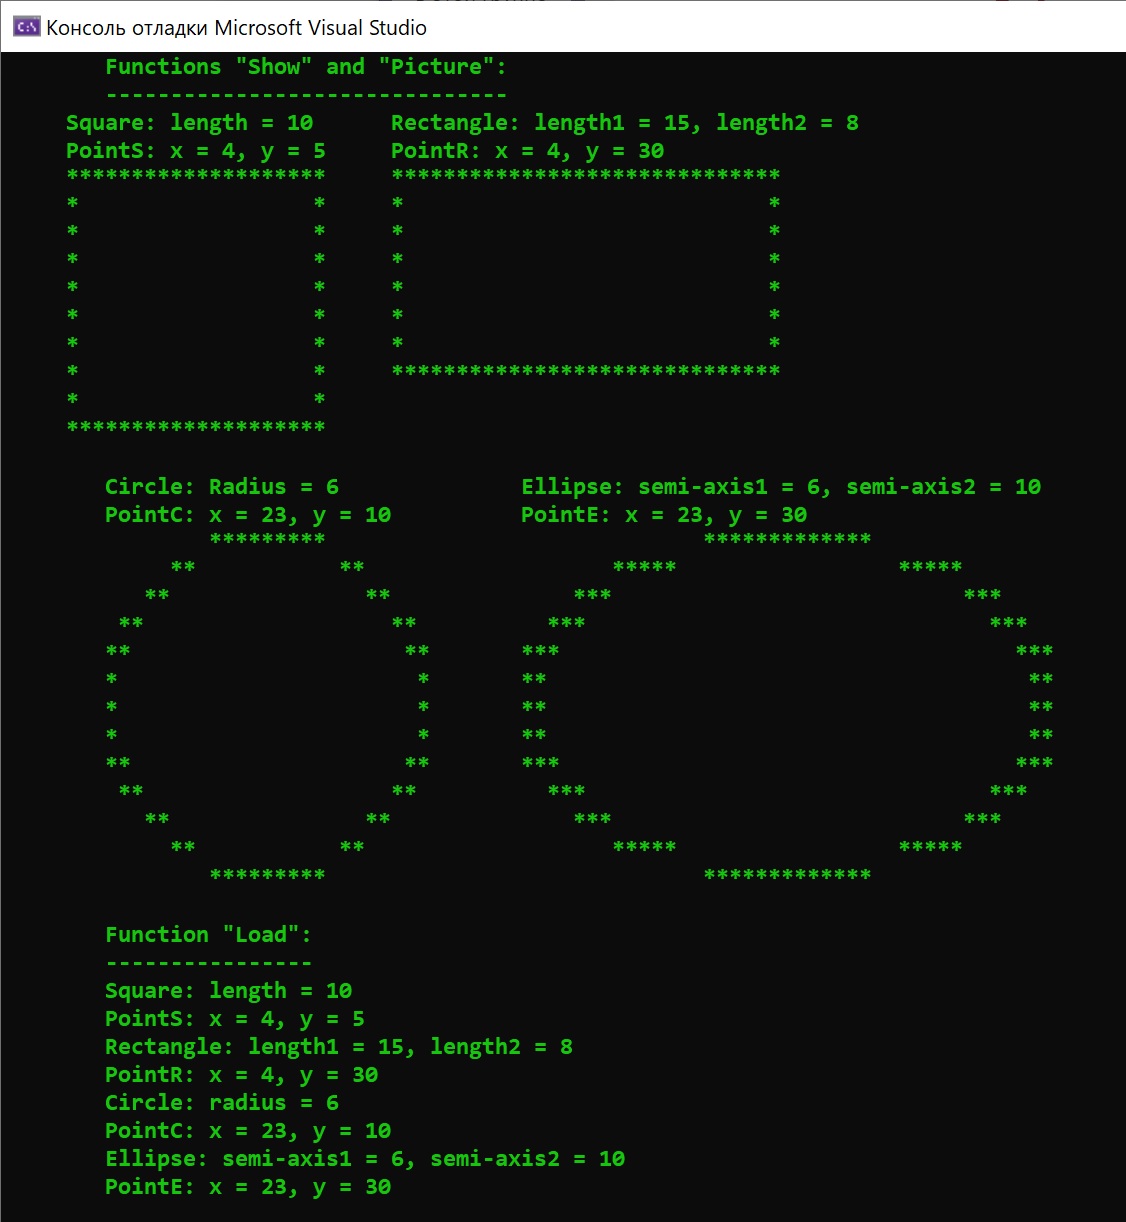 C:\ Консоль отладки Microsoft Visual Studio
Functions "Show" and "Picture":
-------------------------------
Square: length = 10 Rectangle: length1 = 15, length2 = 8
PointS: x = 4, y = 5 PointR: x = 4, y = 30
Circle: Radius = 6 Ellipse: semi-axis1 = 6, semi-axis2 = 10
PointC: x = 23, y = 10 PointE: x = 23, y = 30
Function "Load":
----------------
Square: length = 10
PointS: x = 4, y = 5
Rectangle: length1 = 15, length2 = 8
PointR: x = 4, y = 30
Circle: radius = 6
PointC: x = 23, y = 10
Ellipse: semi-axis1 = 6, semi-axis2 = 10
PointE: x = 23, y = 30